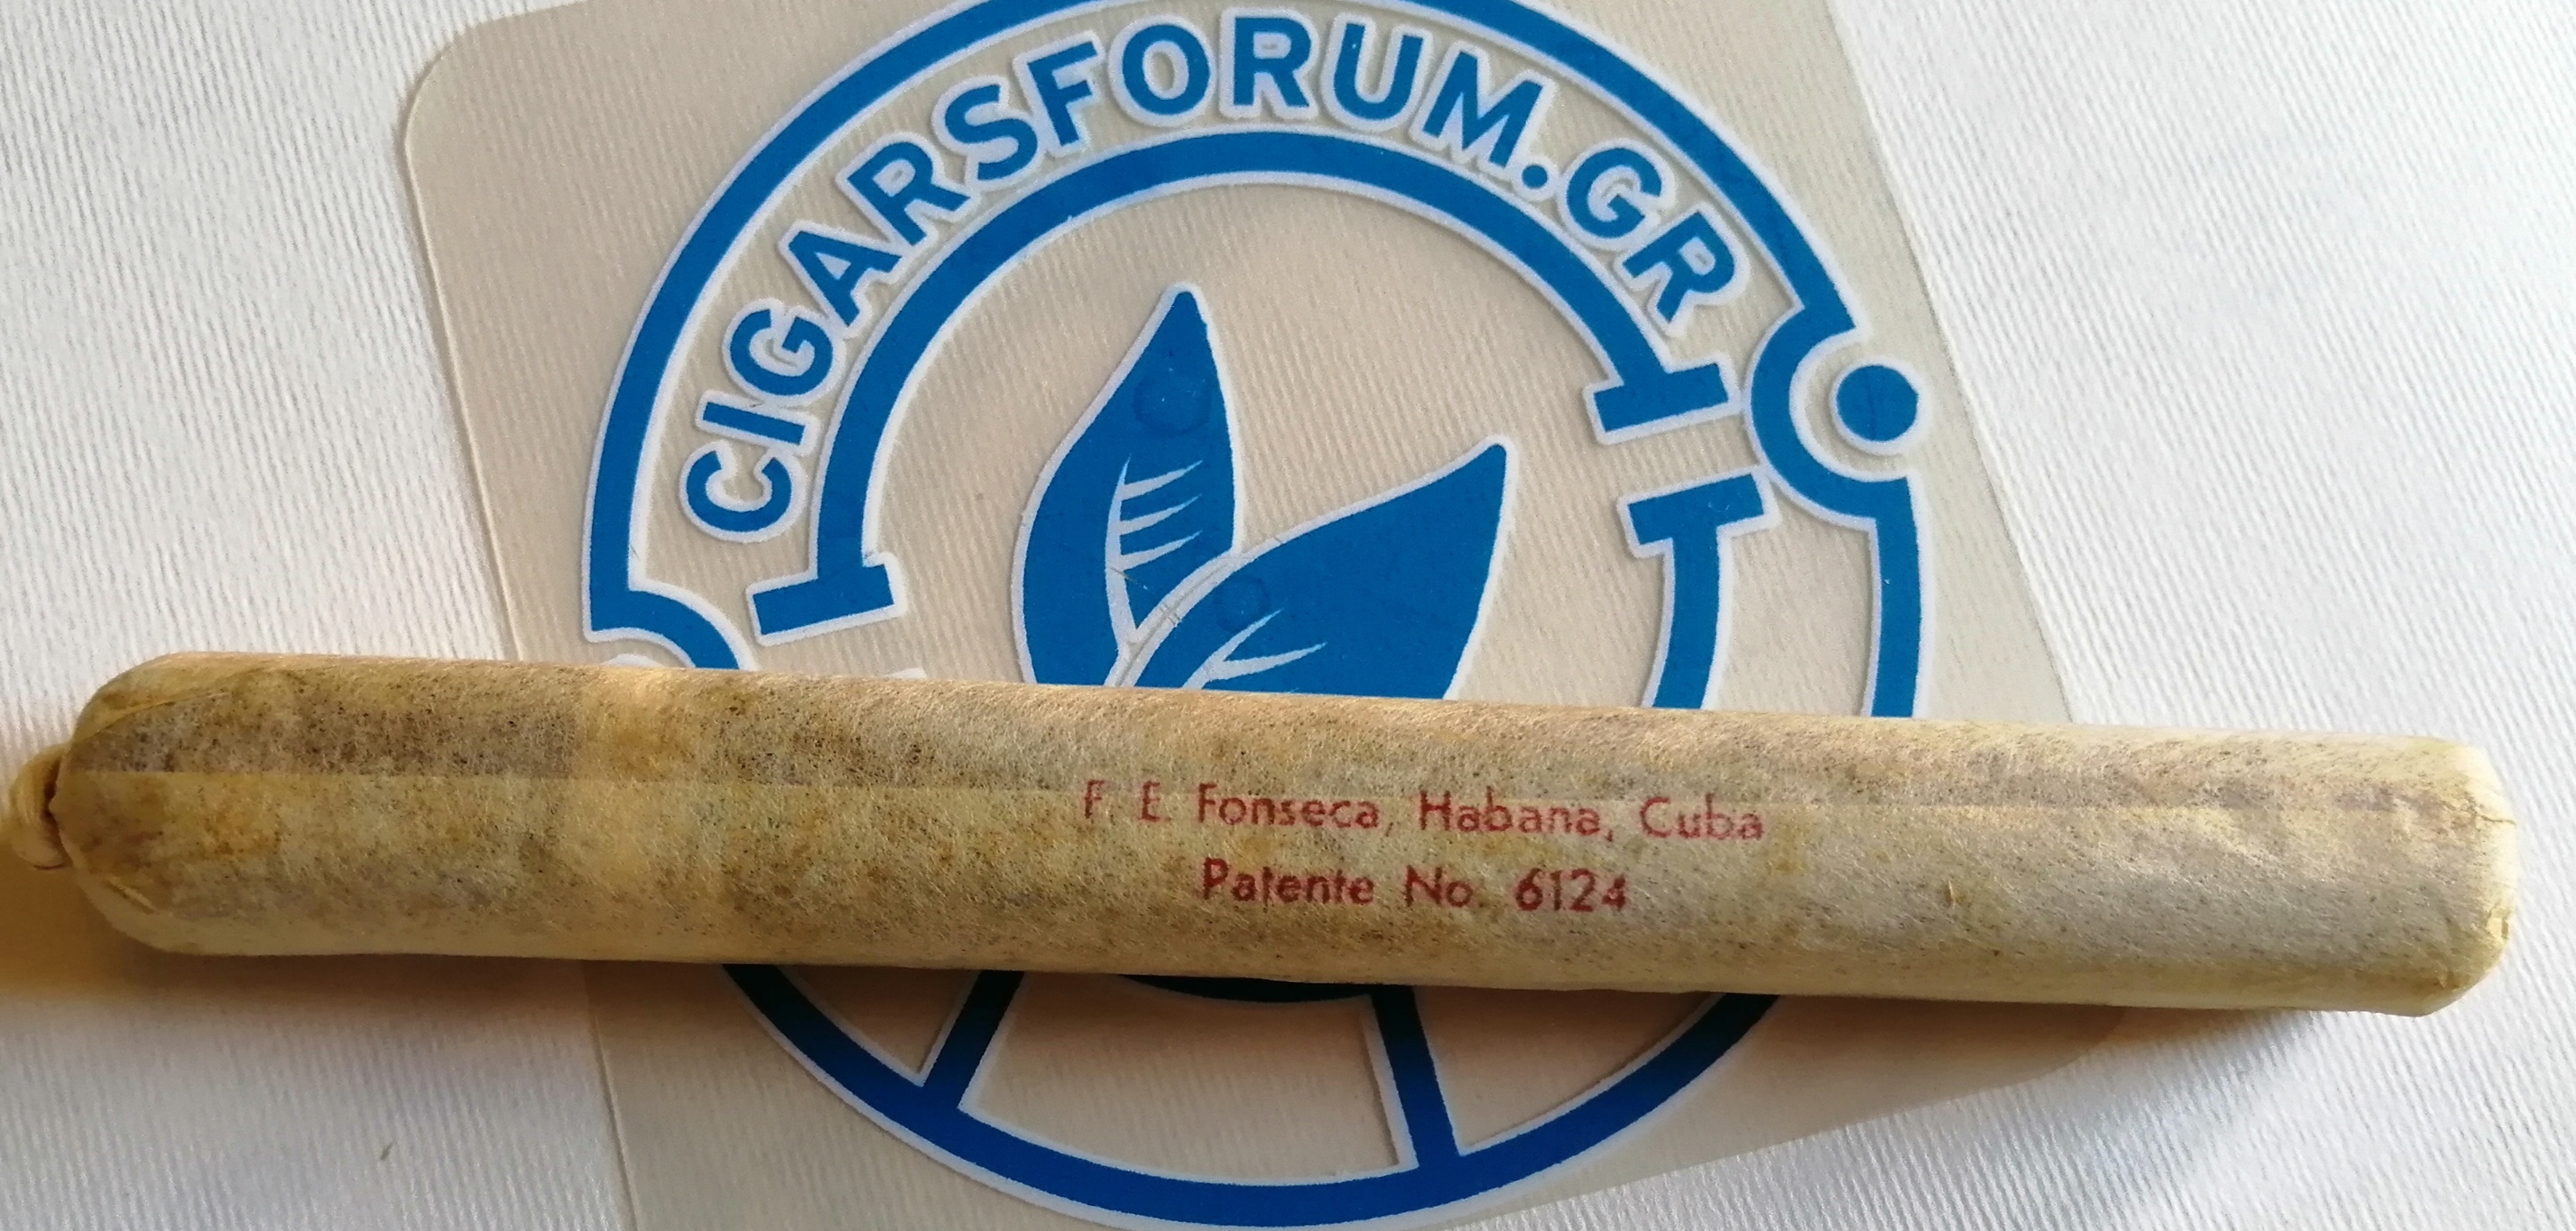 CIGARSFORUM.GR
F. E. Fonseca, Habana, Cuba
Patente No. 6124